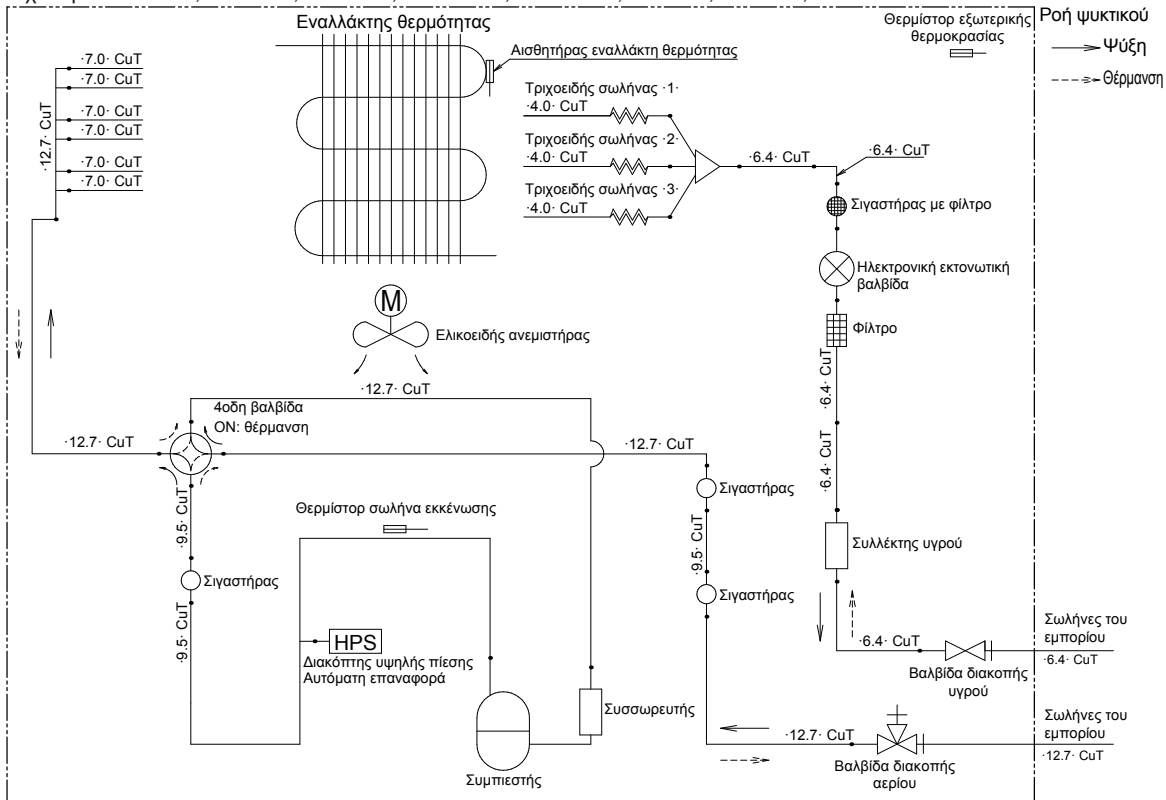 Εναλλάκτης θερμότητας
Αισθητήρας εναλλάκτη θερμότητας
Θερμίστορ εξωτερικής
θερμοκρασίας
Ροή ψυκτικού
Ψύξη
Θέρμανση
·7.0· CuT
·7.0· CuT
·7.0· CuT
·7.0· CuT
·7.0· CuT
·7.0· CuT
·12.7· CuT
Τριχοειδής σωλήνας ·1·
·4.0· CuT
Τριχοειδής σωλήνας ·2·
·4.0· CuT
Τριχοειδής σωλήνας ·3·
·4.0· CuT
·6.4· CuT
·6.4· CuT
Σιγαστήρας με φίλτρο
Ηλεκτρονική εκτονωτική
βαλβίδα
Φίλτρο
·6.4· CuT
·6.4· CuT
M
Ελικοειδής ανεμιστήρας
·12.7· CuT
4οδη βαλβίδα
ON: θέρμανση
·12.7· CuT
·12.7· CuT
Σιγαστήρας
·9.5· CuT
Σιγαστήρας
·9.5· CuT
Σιγαστήρας
·9.5· CuT
Θερμίστορ σωλήνα εκκένωσης
HPS
Διακόπτης υψηλής πίεσης
Αυτόματη επαναφορά
Συμπιεστής
Συσσωρευτής
Συλλέκτης υγρού
·6.4· CuT
Βαλβίδα διακοπής
υγρού
Σωλήνες του
εμπορίου
·6.4· CuT
·12.7· CuT
Βαλβίδα διακοπής
αερίου
Σωλήνες του
εμπορίου
·12.7· CuT